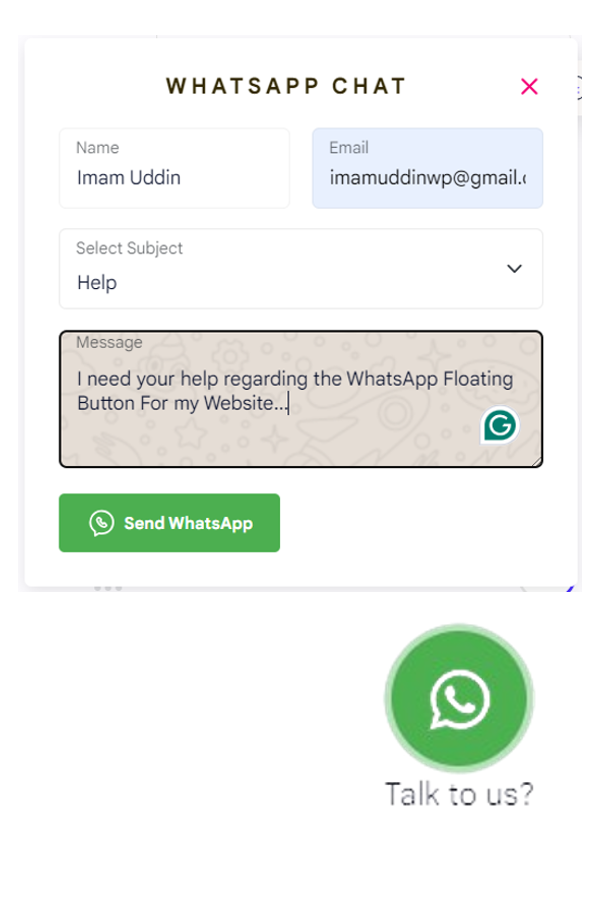 WHATSAPP CHAT
Name
Imam Uddin
Email
imamuddinwp@gmail.
Select Subject
Help
Message
I need your help regarding the WhatsApp Floating
Button For my Website...
Send WhatsApp
Talk to us?